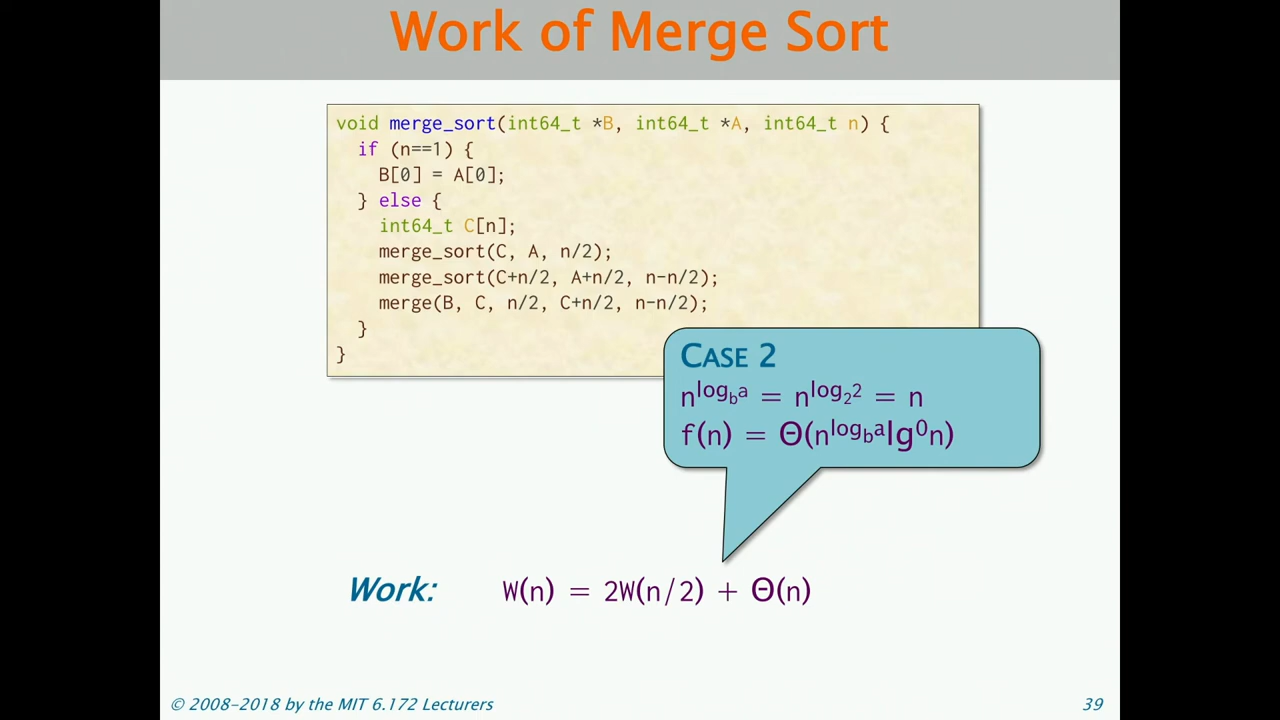 Work of Merge Sort
void merge_sort(int64_t *B, int64_t *A, int64_t n) {
if (n==1) {
B[0] = A[0];
} else {
int64_t C[n];
merge_sort(C, A, n/2);
merge_sort(C+n/2, A+n/2, n-n/2);
merge(B, C, n/2, C+n/2, n-n/2);
}
}
CASE 2
n^(log_b a) = n^(log_2 2) = n
f(n) = Θ(n^(log_b a) lg^0 n)
Work: W(n) = 2W(n/2) + Θ(n)
© 2008–2018 by the MIT 6.172 Lecturers 39